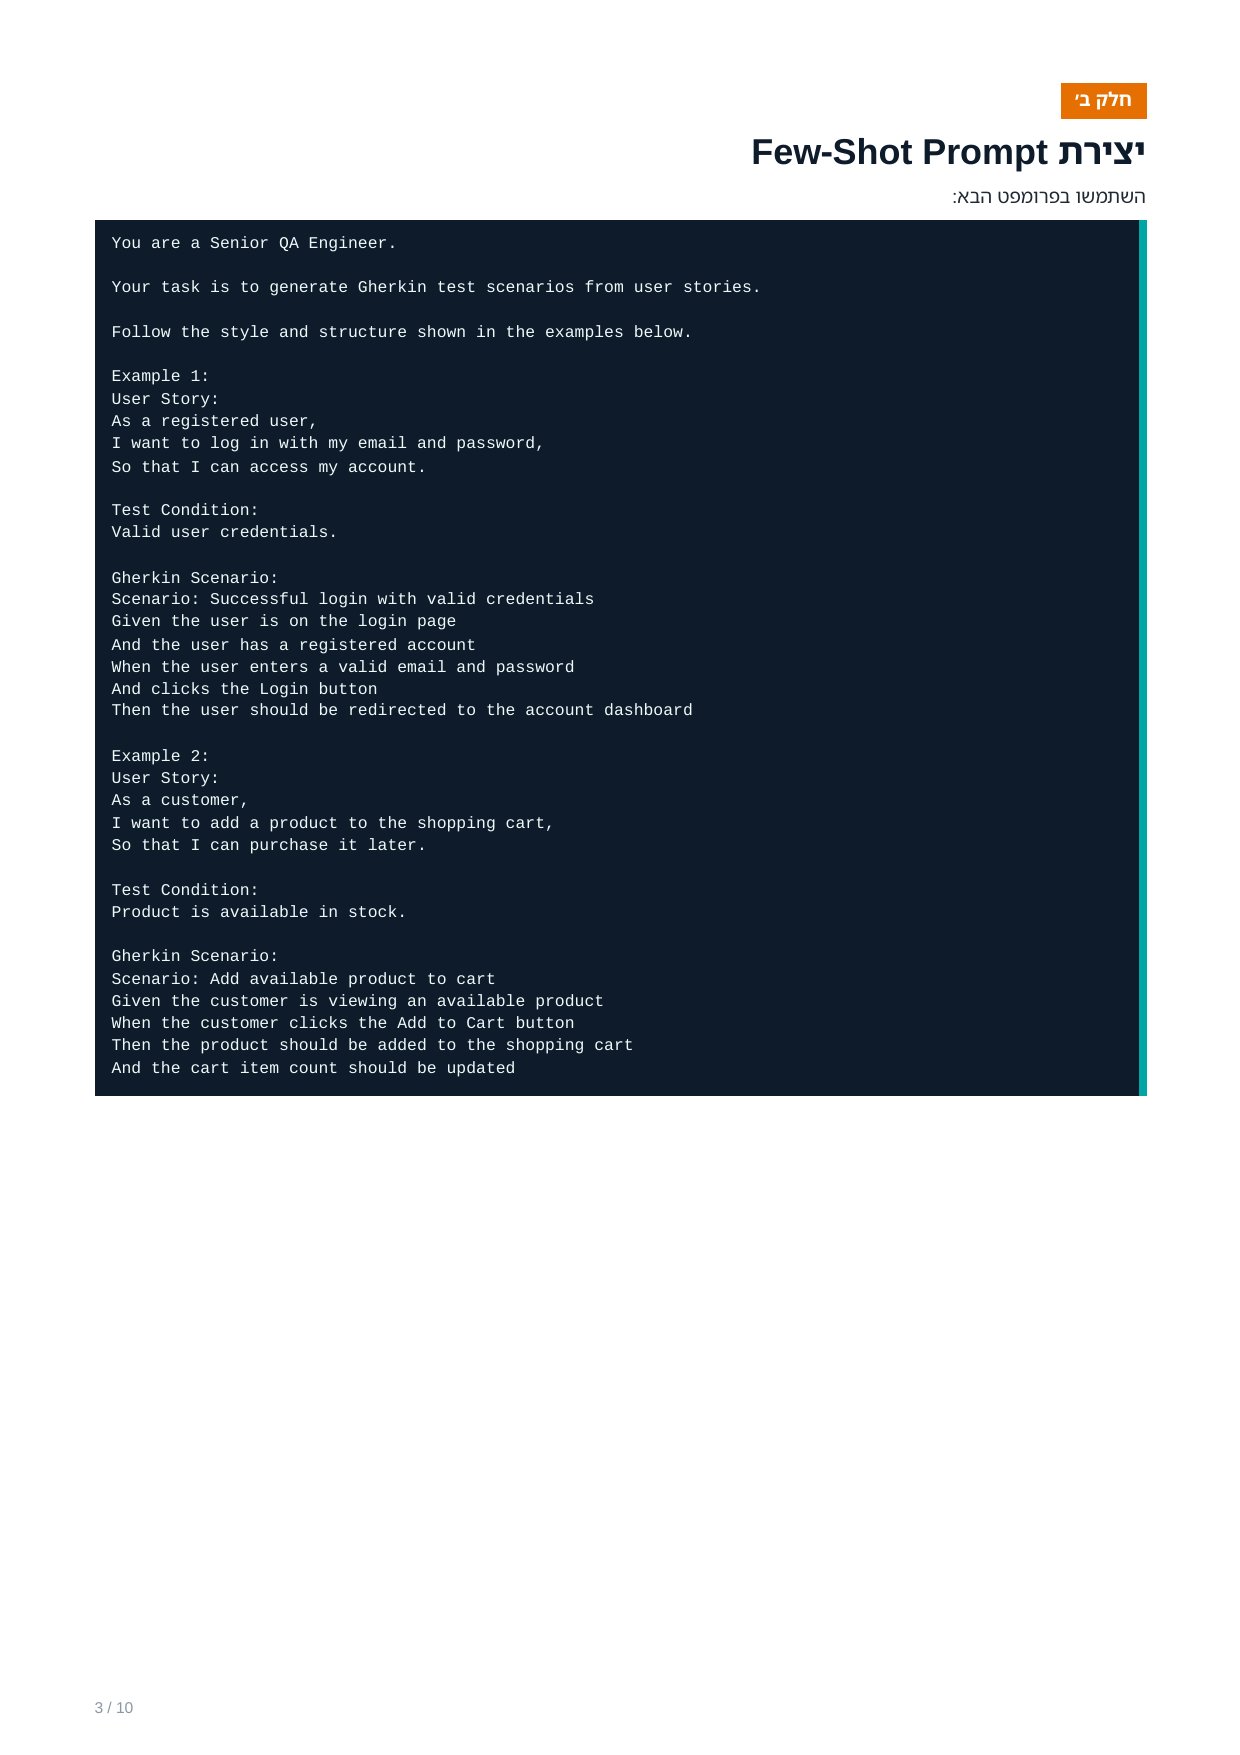 חלק ב׳
יצירת Few-Shot Prompt
השתמשו בפרומפט הבא:
You are a Senior QA Engineer.
Your task is to generate Gherkin test scenarios from user stories.
Follow the style and structure shown in the examples below.
Example 1:
User Story:
As a registered user,
I want to log in with my email and password,
So that I can access my account.
Test Condition:
Valid user credentials.
Gherkin Scenario:
Scenario: Successful login with valid credentials
Given the user is on the login page
And the user has a registered account
When the user enters a valid email and password
And clicks the Login button
Then the user should be redirected to the account dashboard
Example 2:
User Story:
As a customer,
I want to add a product to the shopping cart,
So that I can purchase it later.
Test Condition:
Product is available in stock.
Gherkin Scenario:
Scenario: Add available product to cart
Given the customer is viewing an available product
When the customer clicks the Add to Cart button
Then the product should be added to the shopping cart
And the cart item count should be updated
3 / 10